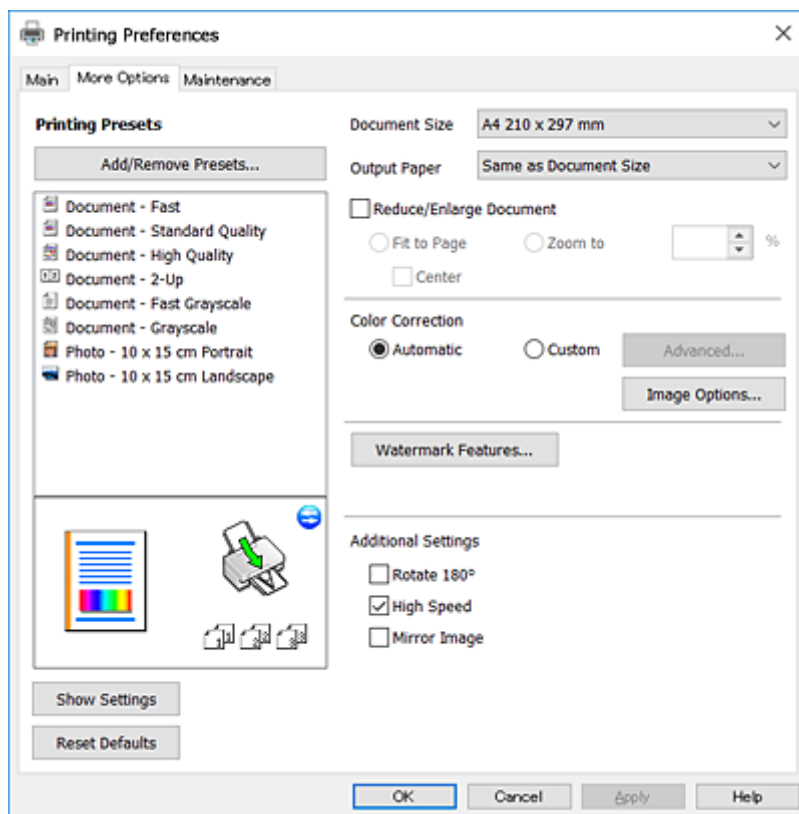 Printing Preferences
Main More Options Maintenance
Printing Presets
Add/Remove Presets...
Document - Fast
Document - Standard Quality
Document - High Quality
Document - 2-Up
Document - Fast Grayscale
Document - Grayscale
Photo - 10 x 15 cm Portrait
Photo - 10 x 15 cm Landscape
Show Settings
Reset Defaults
Document Size A4 210 x 297 mm
Output Paper Same as Document Size
Reduce/Enlarge Document
Fit to Page Zoom to %
Center
Color Correction
Automatic Custom Advanced...
Image Options...
Watermark Features...
Additional Settings
Rotate 180°
High Speed
Mirror Image
OK Cancel Apply Help